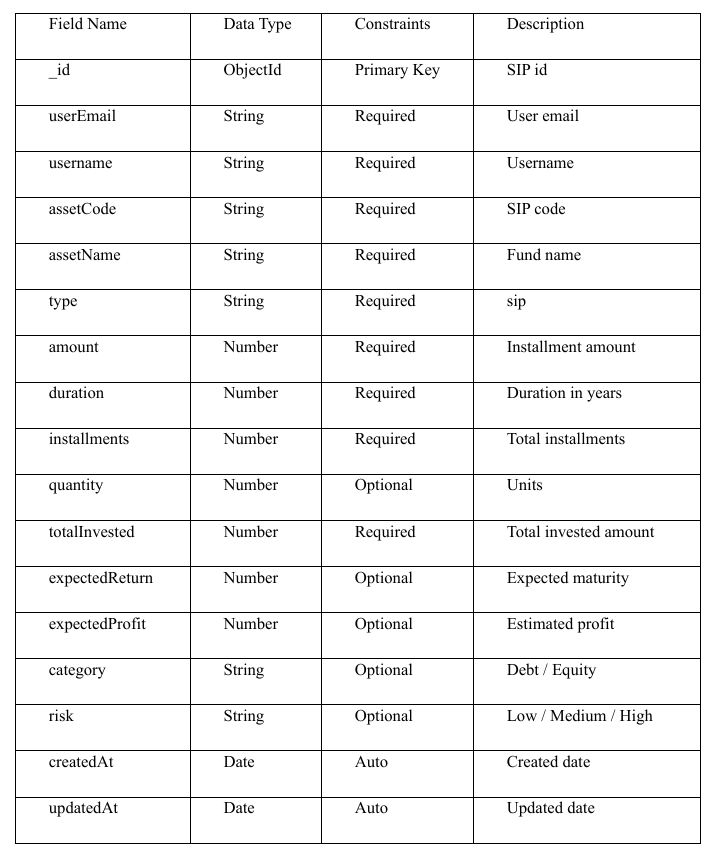 Field Name Data Type Constraints Description
_id ObjectId Primary Key SIP id
userEmail String Required User email
username String Required Username
assetCode String Required SIP code
assetName String Required Fund name
type String Required sip
amount Number Required Installment amount
duration Number Required Duration in years
installments Number Required Total installments
quantity Number Optional Units
totalInvested Number Required Total invested amount
expectedReturn Number Optional Expected maturity
expectedProfit Number Optional Estimated profit
category String Optional Debt / Equity
risk String Optional Low / Medium / High
createdAt Date Auto Created date
updatedAt Date Auto Updated date